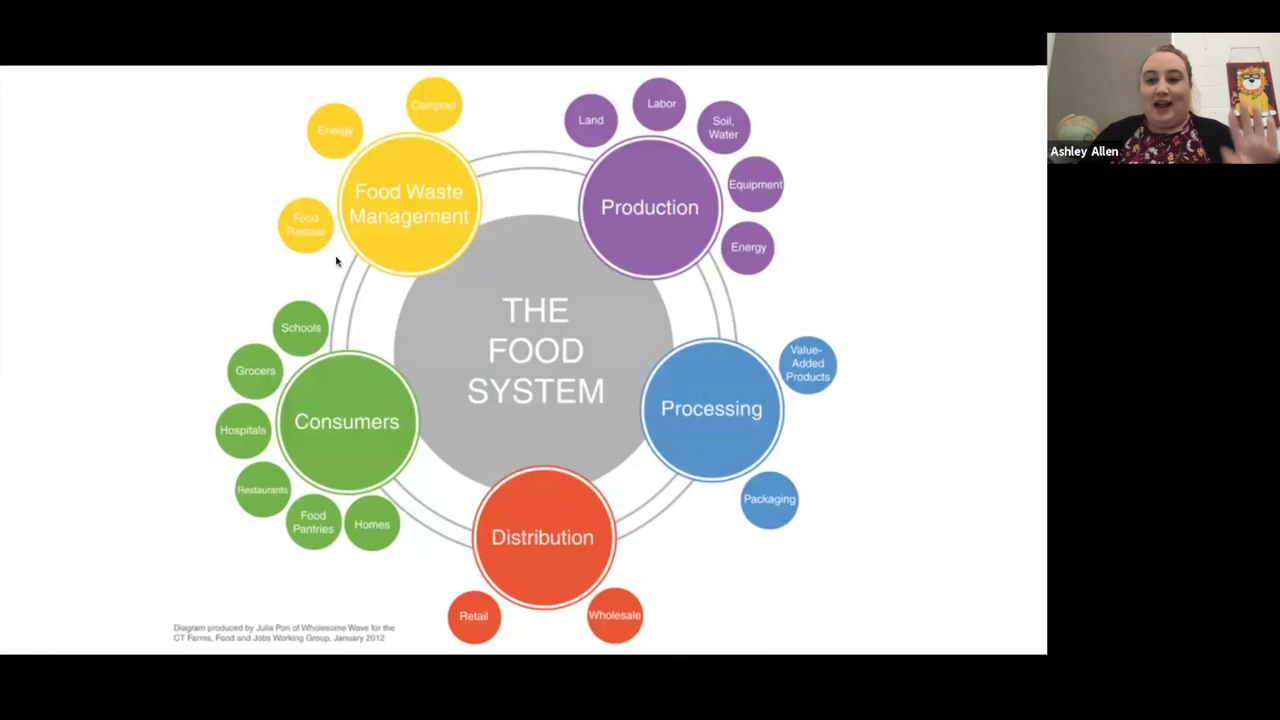 Compost
Energy
Food Waste
Management
Food
Rescue
Land
Labor
Soil,
Water
Equipment
Energy
Production
THE
FOOD
SYSTEM
Value-
Added
Products
Processing
Packaging
Distribution
Wholesale
Retail
Schools
Grocers
Hospitals
Restaurants
Food
Pantries
Homes
Consumers
Diagram produced by Julia Pon of Wholesome Wave for the
CT Farms, Food and Jobs Working Group, January 2012
Ashley Allen